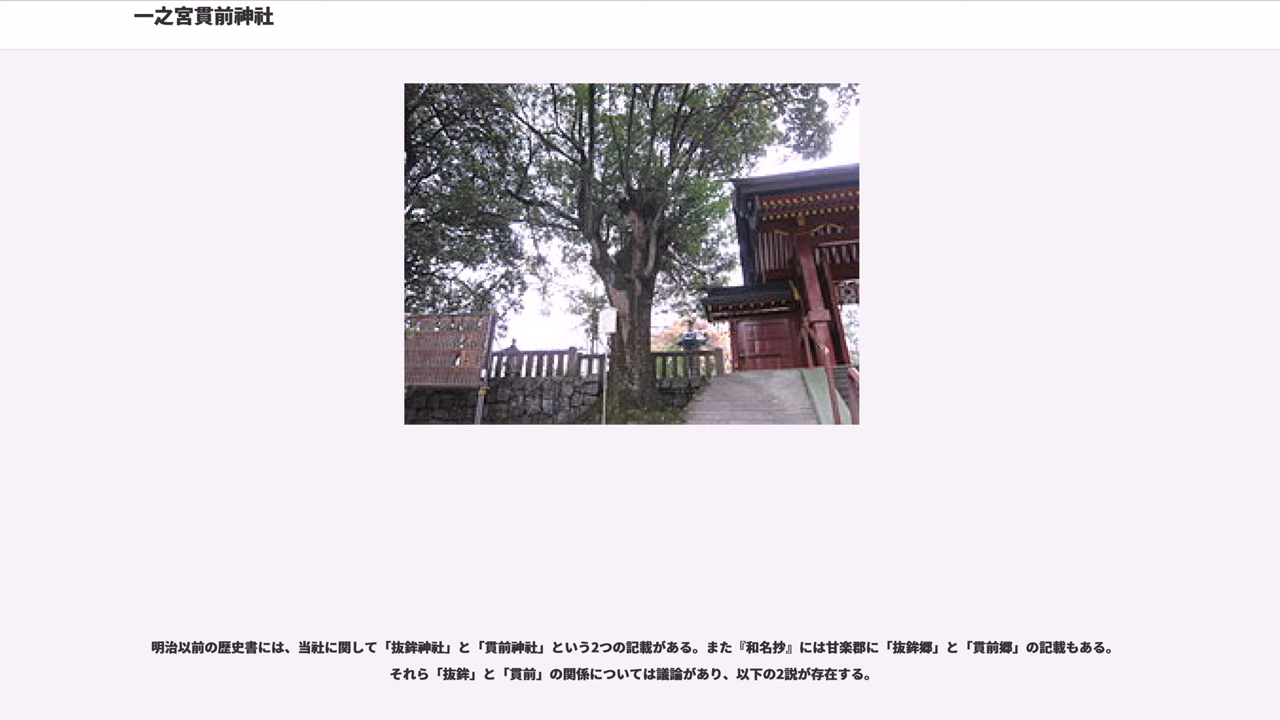 一之宮貫前神社
明治以前の歴史書には、当社に関して「抜鉾神社」と「貫前神社」という2つの記載がある。また『和名抄』には甘楽郡に「抜鉾郷」と「貫前郷」の記載もある。
それら「抜鉾」と「貫前」の関係については議論があり、以下の2説が存在する。